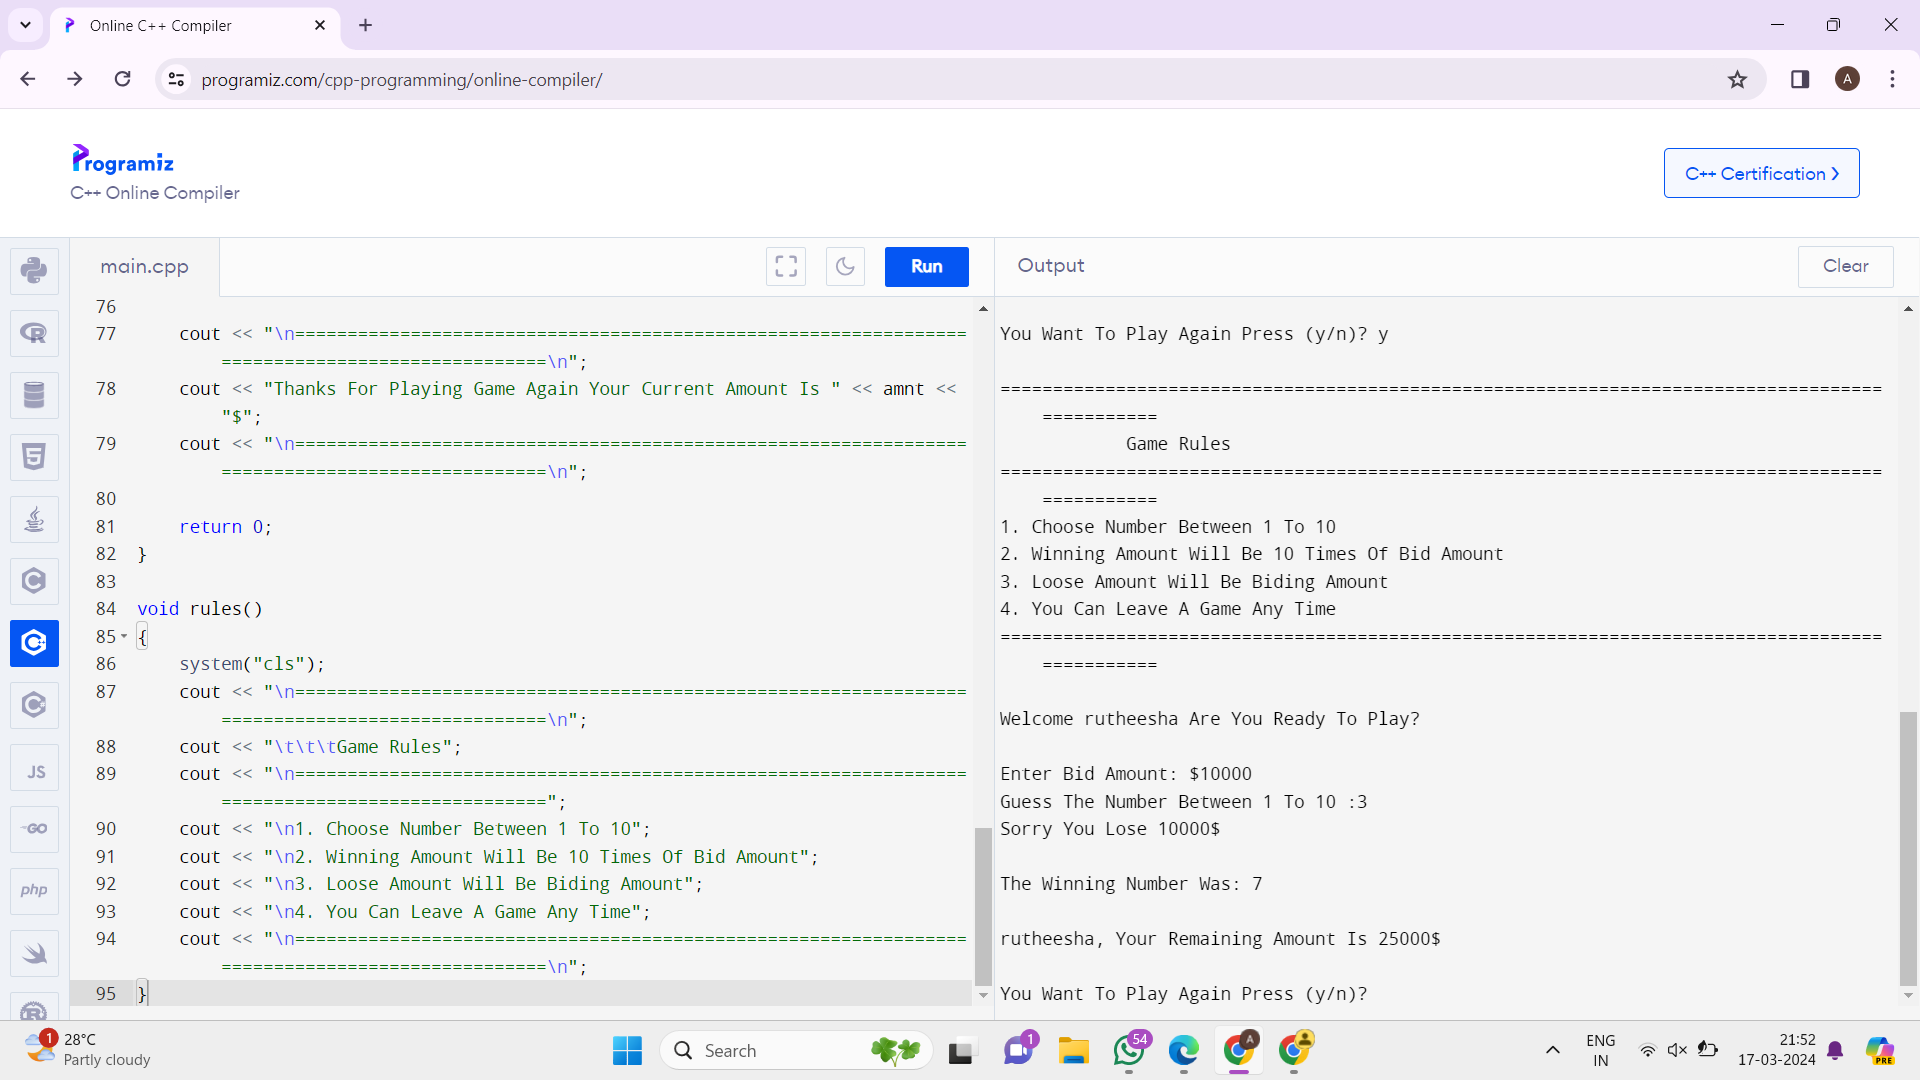 Online C++ Compiler
programiz.com/cpp-programming/online-compiler/
A
Programiz
C++ Online Compiler
C++ Certification
main.cpp
Run
Output
Clear
76
77 cout << "\n================================================================
===============================\n";
78 cout << "Thanks For Playing Game Again Your Current Amount Is " << amnt <<
"$";
79 cout << "\n================================================================
===============================\n";
80
81 return 0;
82 }
83
84 void rules()
85 {
86 system("cls");
87 cout << "\n================================================================
===============================\n";
88 cout << "\t\t\tGame Rules";
89 cout << "\n================================================================
===============================";
90 cout << "\n1. Choose Number Between 1 To 10";
91 cout << "\n2. Winning Amount Will Be 10 Times Of Bid Amount";
92 cout << "\n3. Loose Amount Will Be Biding Amount";
93 cout << "\n4. You Can Leave A Game Any Time";
94 cout << "\n================================================================
===============================\n";
95 }
You Want To Play Again Press (y/n)? y
====================================================================================
===========
Game Rules
====================================================================================
===========
1. Choose Number Between 1 To 10
2. Winning Amount Will Be 10 Times Of Bid Amount
3. Loose Amount Will Be Biding Amount
4. You Can Leave A Game Any Time
====================================================================================
===========
Welcome rutheesha Are You Ready To Play?
Enter Bid Amount: $10000
Guess The Number Between 1 To 10 :3
Sorry You Lose 10000$
The Winning Number Was: 7
rutheesha, Your Remaining Amount Is 25000$
You Want To Play Again Press (y/n)?
JS
GO
php
1
28°C
Partly cloudy
Search
1
54
A
ENG
IN
21:52
17-03-2024
PRE